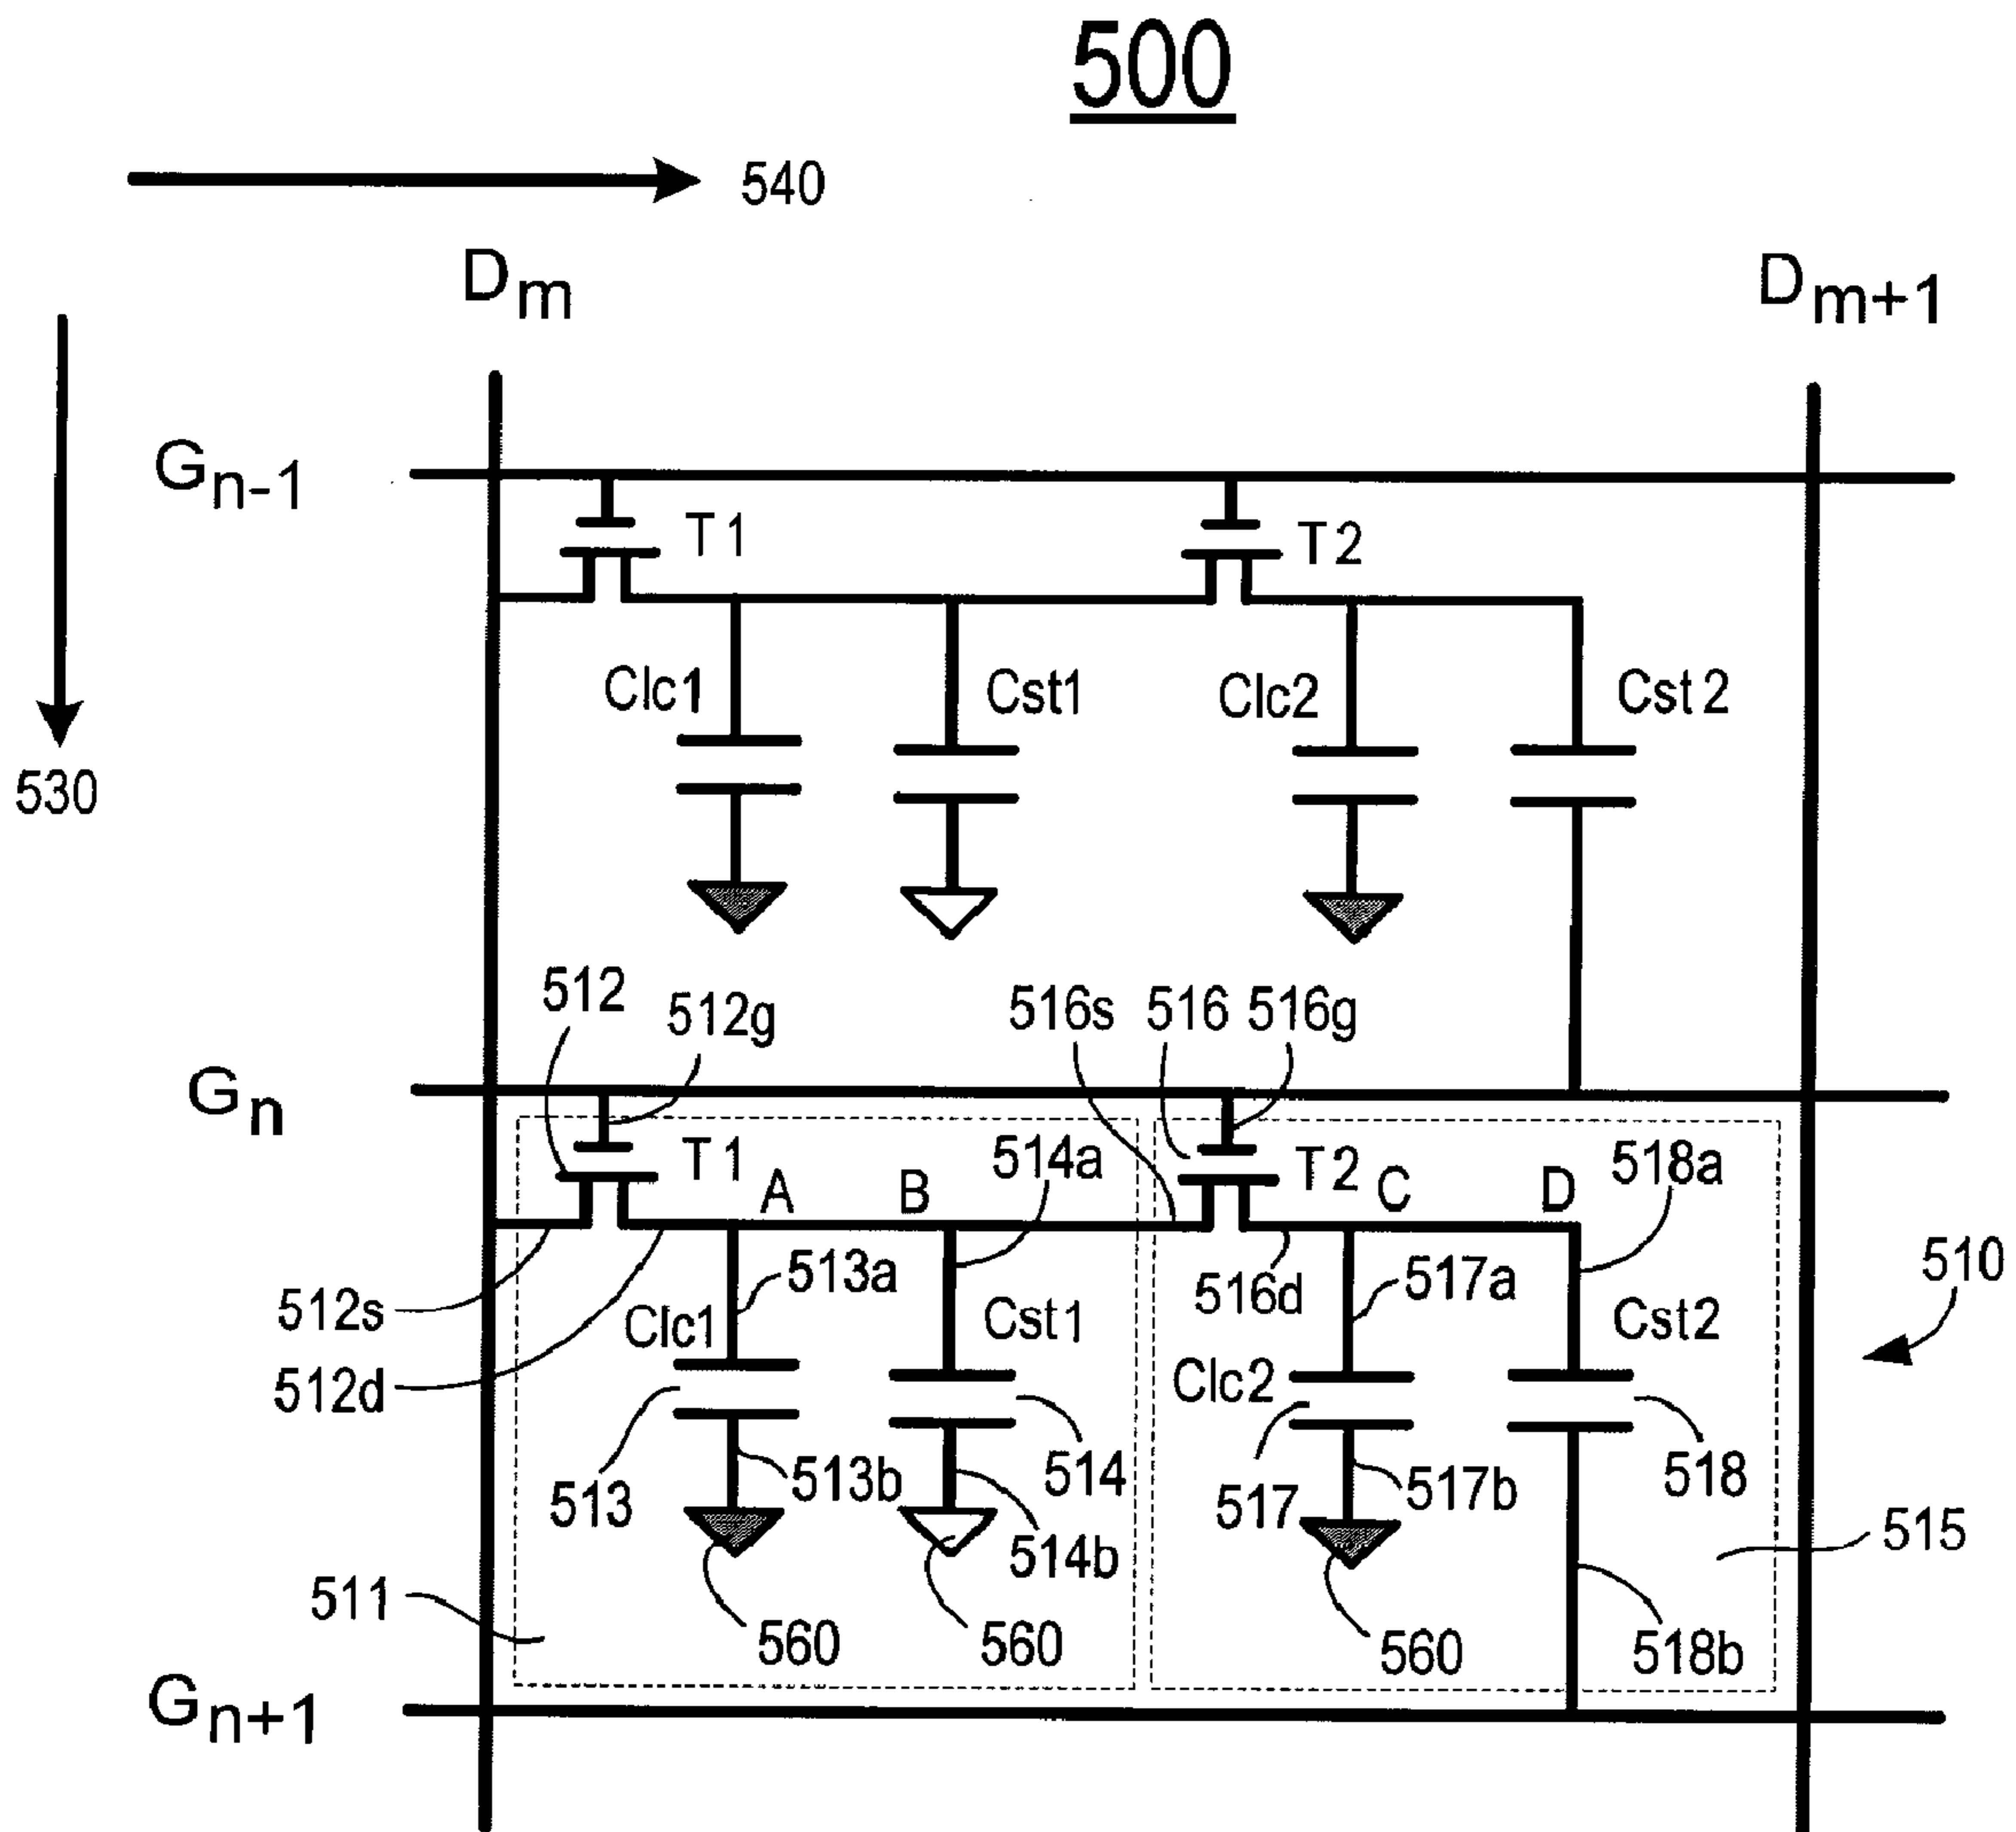 500
540
Dm
Dm+1
530
Gn-1
T1
T2
Clc1
Cst1
Clc2
Cst2
512
512g
516s
516
516g
Gn
T1
A
B
514a
T2
C
D
518a
510
512s
512d
513a
Clc1
Cst1
516d
517a
Clc2
Cst2
513
513b
514
514b
517
517b
518
515
511
560
560
560
518b
Gn+1